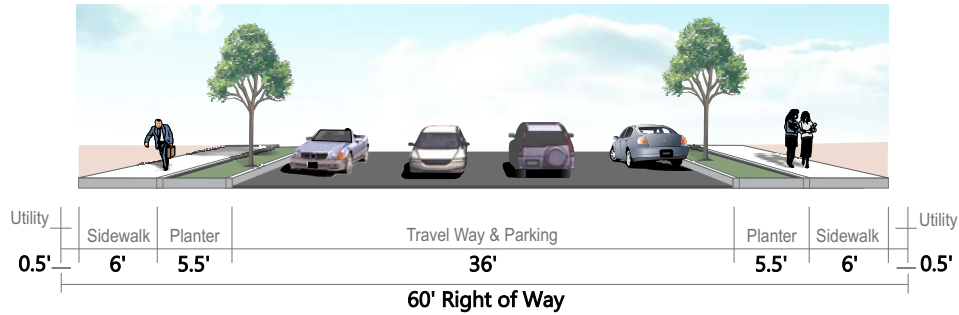 Utility Sidewalk Planter Travel Way & Parking Planter Sidewalk Utility
0.5' 6' 5.5' 36' 5.5' 6' 0.5'
60' Right of Way